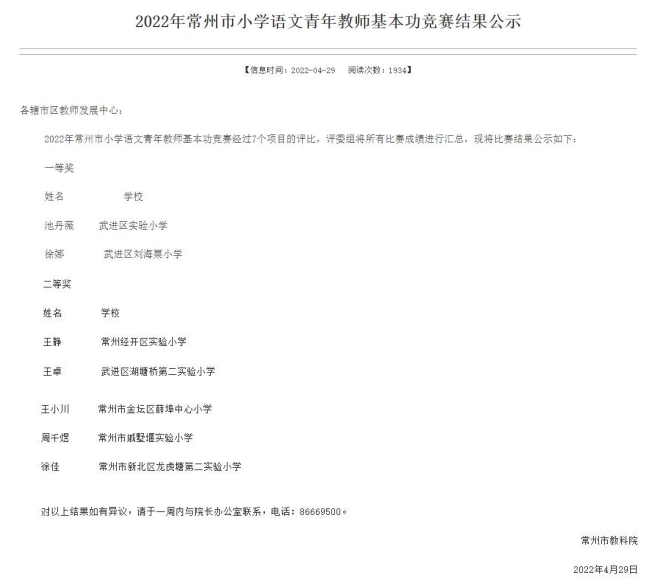 2022年常州市小学语文青年教师基本功竞赛结果公示
【信息时间：2022-04-29 阅读次数：1934】
各辖市区教师发展中心：
2022年常州市小学语文青年教师基本功竞赛经过7个项目的评比，评委组将所有比赛成绩进行汇总，现将比赛结果公示如下：
一等奖
姓名 学校
池丹薇 武进区实验小学
徐娜 武进区刘海粟小学
二等奖
姓名 学校
王静 常州经开区实验小学
王卓 武进区湖塘桥第二实验小学
王小川 常州市金坛区薛埠中心小学
周千煜 常州市戚墅堰实验小学
徐佳 常州市新北区龙虎塘第二实验小学
对以上结果如有异议，请于一周内与院长办公室联系，电话：86669500。
常州市教科院
2022年4月29日